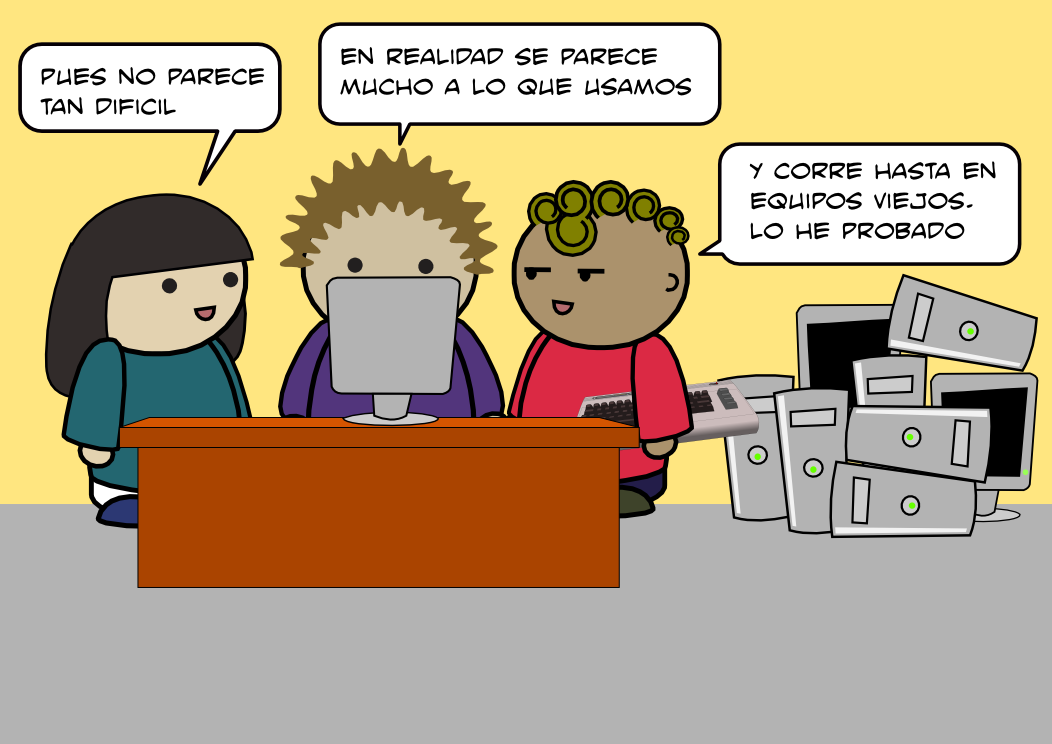 PUES NO PARECE
TAN DIFICIL
EN REALIDAD SE PARECE
MUCHO A LO QUE USAMOS
Y CORRE HASTA EN
EQUIPOS VIEJOS.
LO HE PROBADO